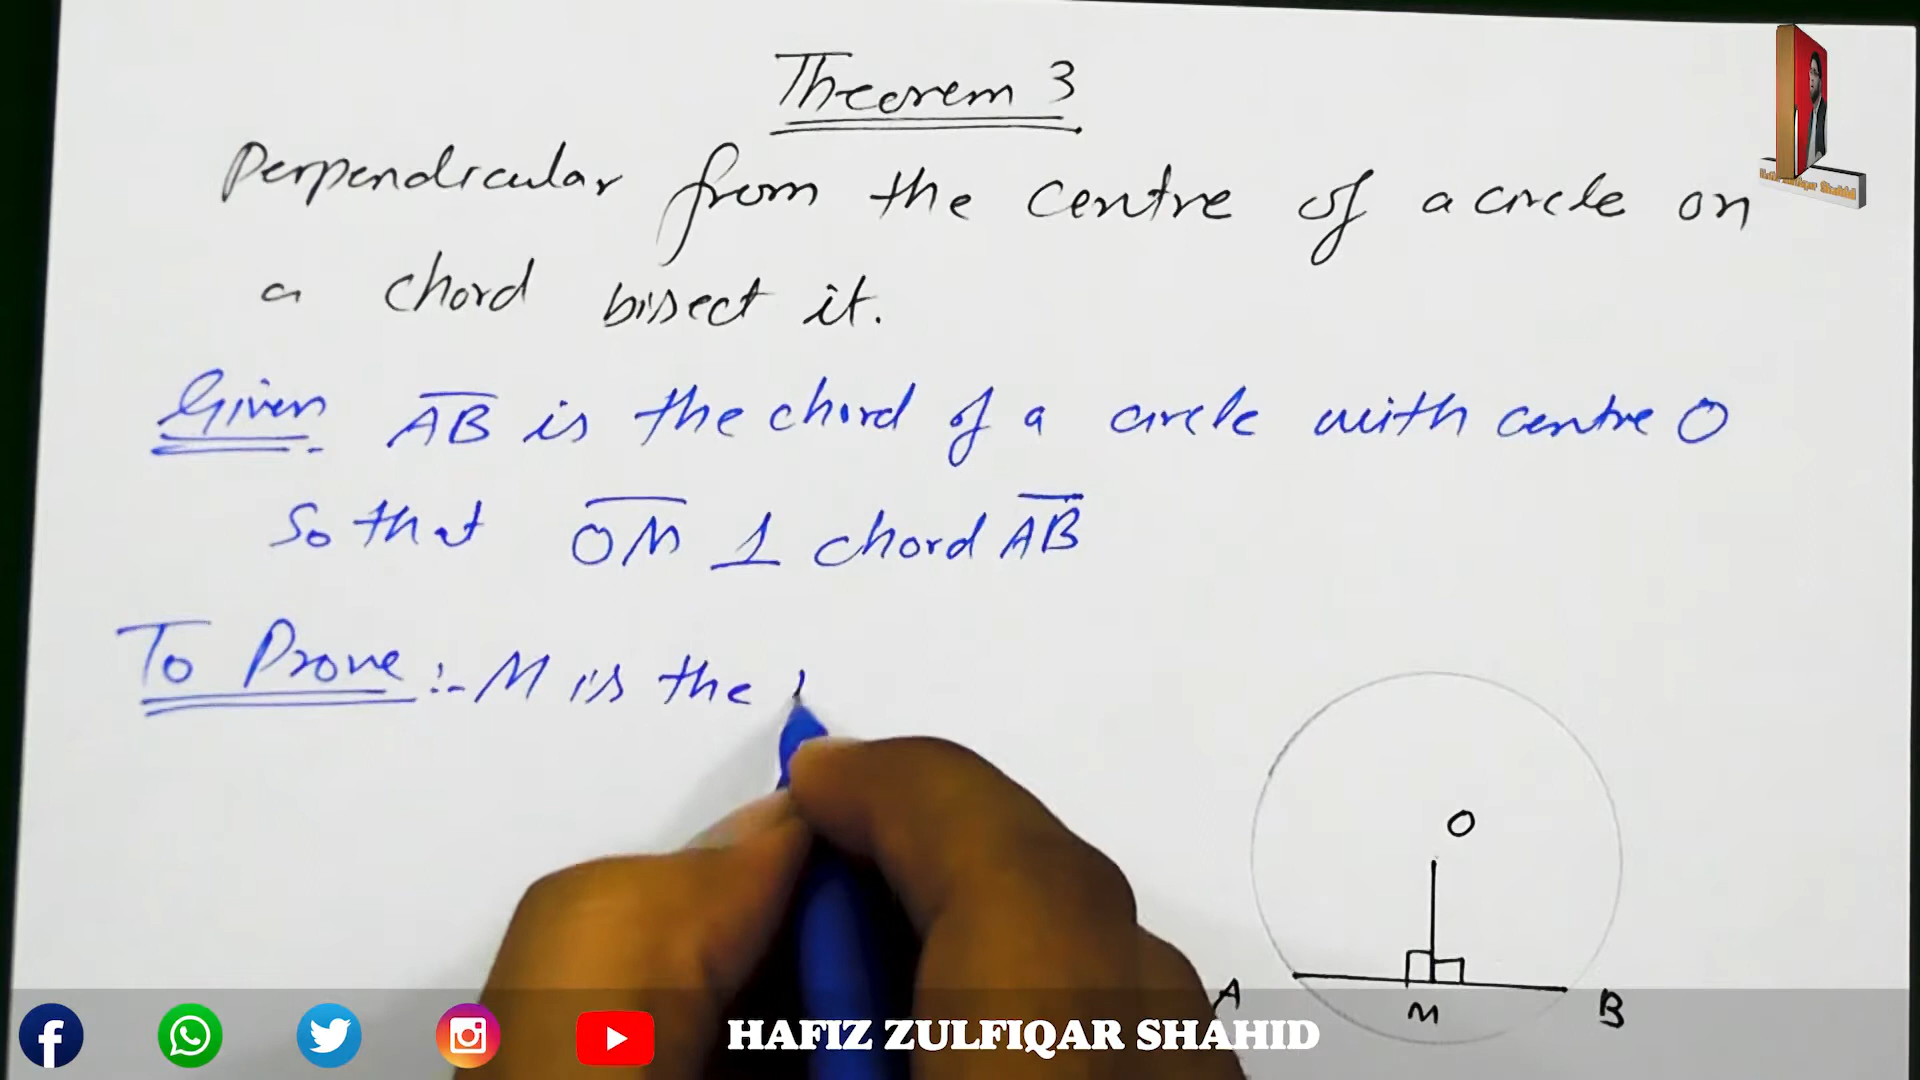 Theorem 3
Perpendicular from the centre of a circle on
a chord bisect it.
Given AB is the chord of a circle with centre O
So that OM ⊥ chord AB
To Prove :- M is the
O
A
M
B
HAFIZ ZULFIQAR SHAHID